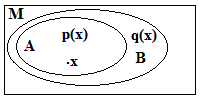 M
p(x) q(x)
A .x B